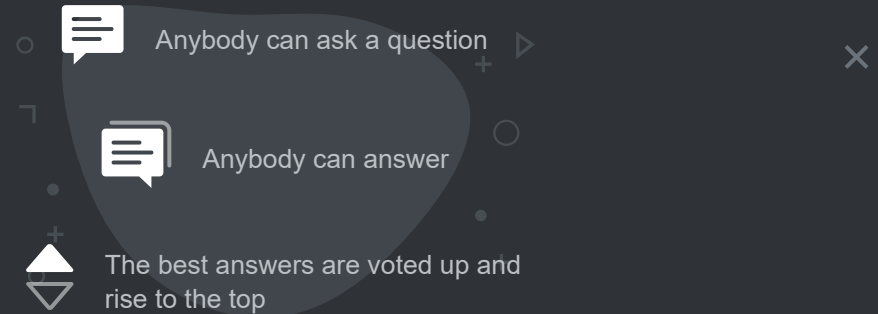 Anybody can ask a question
Anybody can answer
The best answers are voted up and
rise to the top